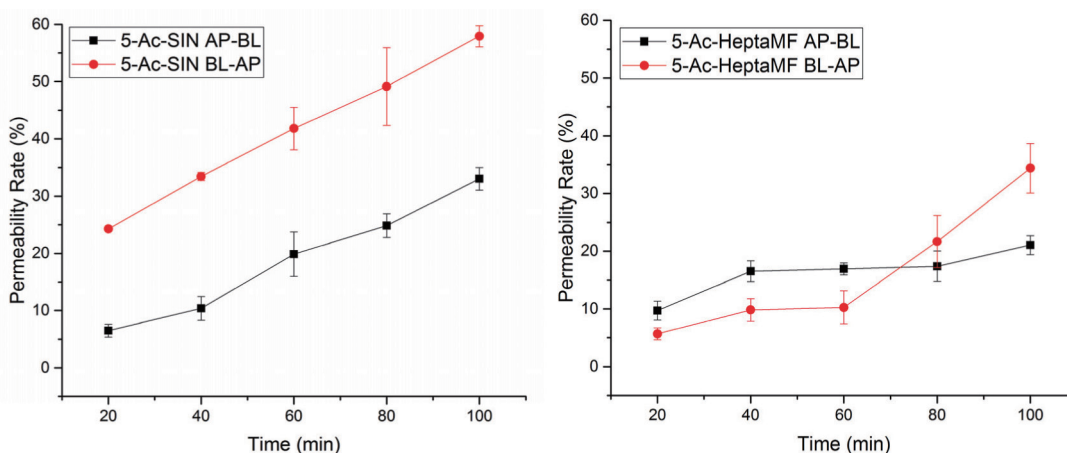 60
50
40
30
20
10
0
Permeability Rate (%)
5-Ac-SIN AP-BL
5-Ac-SIN BL-AP
20 40 60 80 100
Time (min)
60
50
40
30
20
10
0
Permeability Rate (%)
5-Ac-HeptaMF AP-BL
5-Ac-HeptaMF BL-AP
20 40 60 80 100
Time (min)